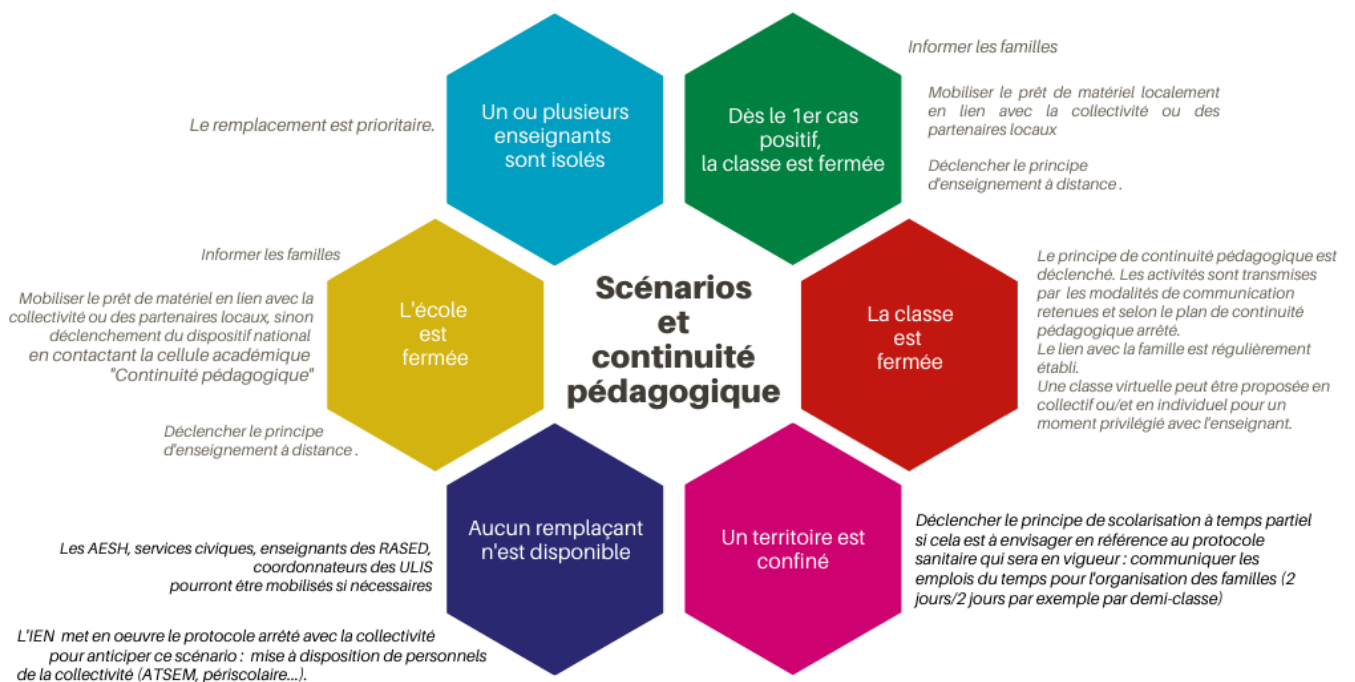 Informer les familles
Mobiliser le prêt de matériel localement
en lien avec la collectivité ou des
partenaires locaux
Déclencher le principe
d'enseignement à distance .
Le remplacement est prioritaire.
Un ou plusieurs
enseignants
sont isolés
Dès le 1er cas
positif,
la classe est fermée
Informer les familles
Mobiliser le prêt de matériel en lien avec la
collectivité ou des partenaires locaux, sinon
déclenchement du dispositif national
en contactant la cellule académique
"Continuité pédagogique"
Déclencher le principe
d'enseignement à distance .
L'école
est
fermée
Scénarios
et
continuité
pédagogique
La classe
est
fermée
Le principe de continuité pédagogique est
déclenché. Les activités sont transmises
par les modalités de communication
retenues et selon le plan de continuité
pédagogique arrêté.
Le lien avec la famille est régulièrement
établi.
Une classe virtuelle peut être proposée en
collectif ou/et en individuel pour un
moment privilégié avec l'enseignant.
Aucun remplaçant
n'est disponible
Les AESH, services civiques, enseignants des RASED,
coordonnateurs des ULIS
pourront être mobilisés si nécessaires
L'IEN met en oeuvre le protocole arrêté avec la collectivité
pour anticiper ce scénario : mise à disposition de personnels
de la collectivité (ATSEM, périscolaire...).
Un territoire est
confiné
Déclencher le principe de scolarisation à temps partiel
si cela est à envisager en référence au protocole
sanitaire qui sera en vigueur : communiquer les
emplois du temps pour l'organisation des familles (2
jours/2 jours par exemple par demi-classe)